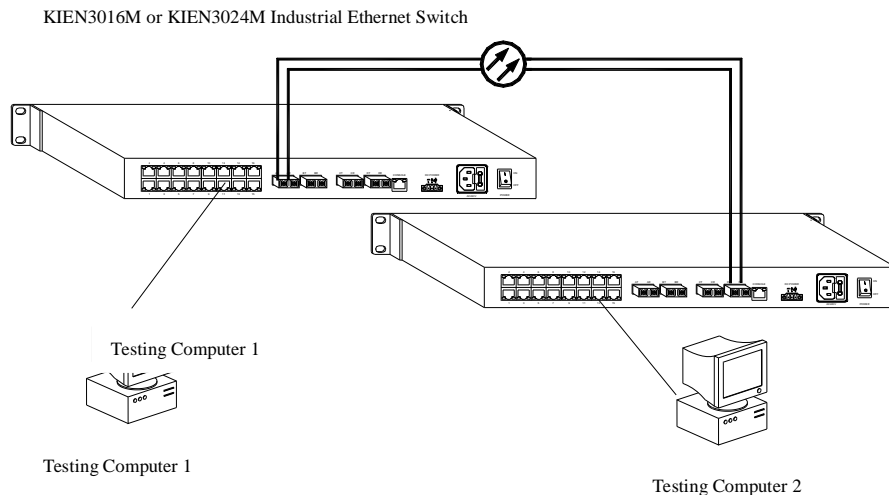 KIEN3016M or KIEN3024M Industrial Ethernet Switch
Testing Computer 1
Testing Computer 1
Testing Computer 2